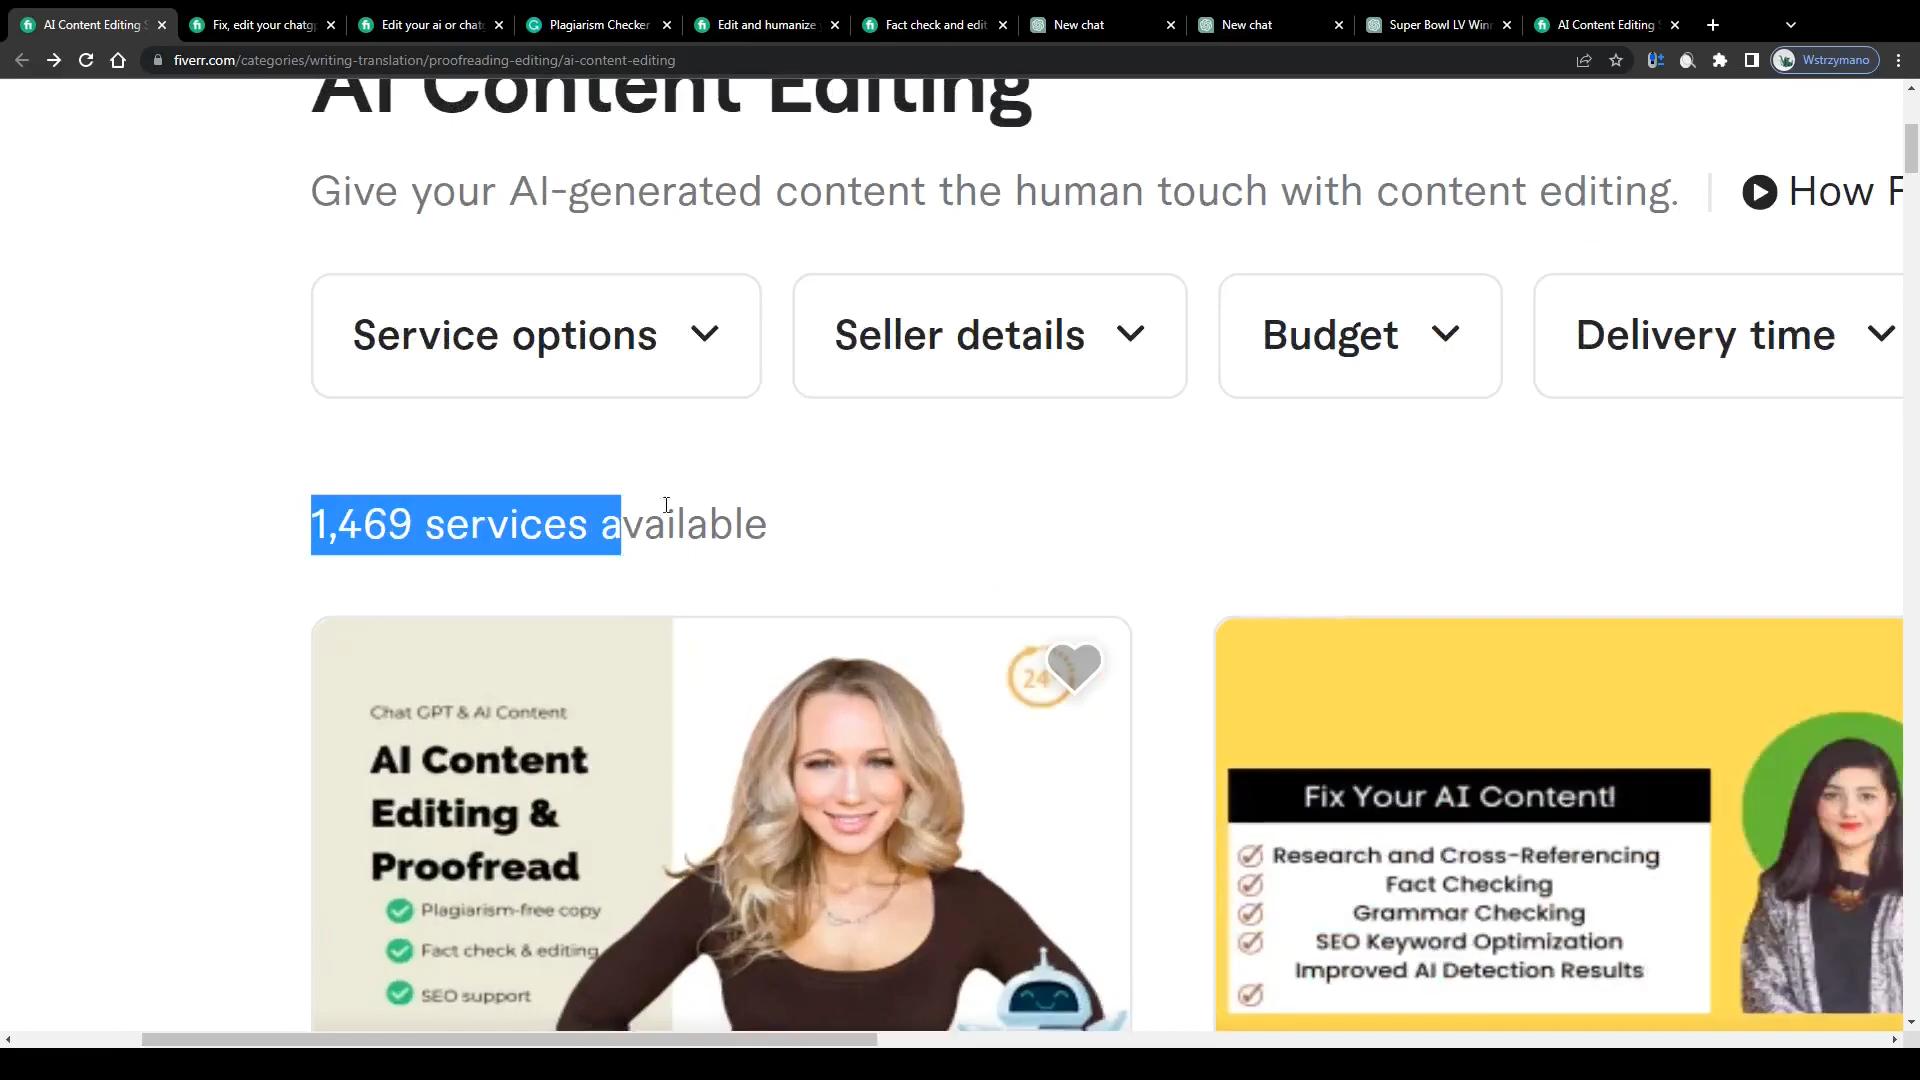 AI Content Editing S
Fix, edit your chatgp
Edit your ai or chat
Plagiarism Checker
Edit and humanize
Fact check and edit
New chat
New chat
Super Bowl LV Win
AI Content Editing S
fiverr.com/categories/writing-translation/proofreading-editing/ai-content-editing
Wstrzymano
AI Content Editing
Give your AI-generated content the human touch with content editing.
How F
Service options
Seller details
Budget
Delivery time
1,469 services available
24
Chat GPT & AI Content
AI Content
Editing &
Proofread
Plagiarism-free copy
Fact check & editing
SEO support
Fix Your AI Content!
Research and Cross-Referencing
Fact Checking
Grammar Checking
SEO Keyword Optimization
Improved AI Detection Results